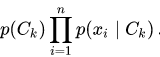 p(C_k) \prod_{i=1}^{n} p(x_i \mid C_k) .